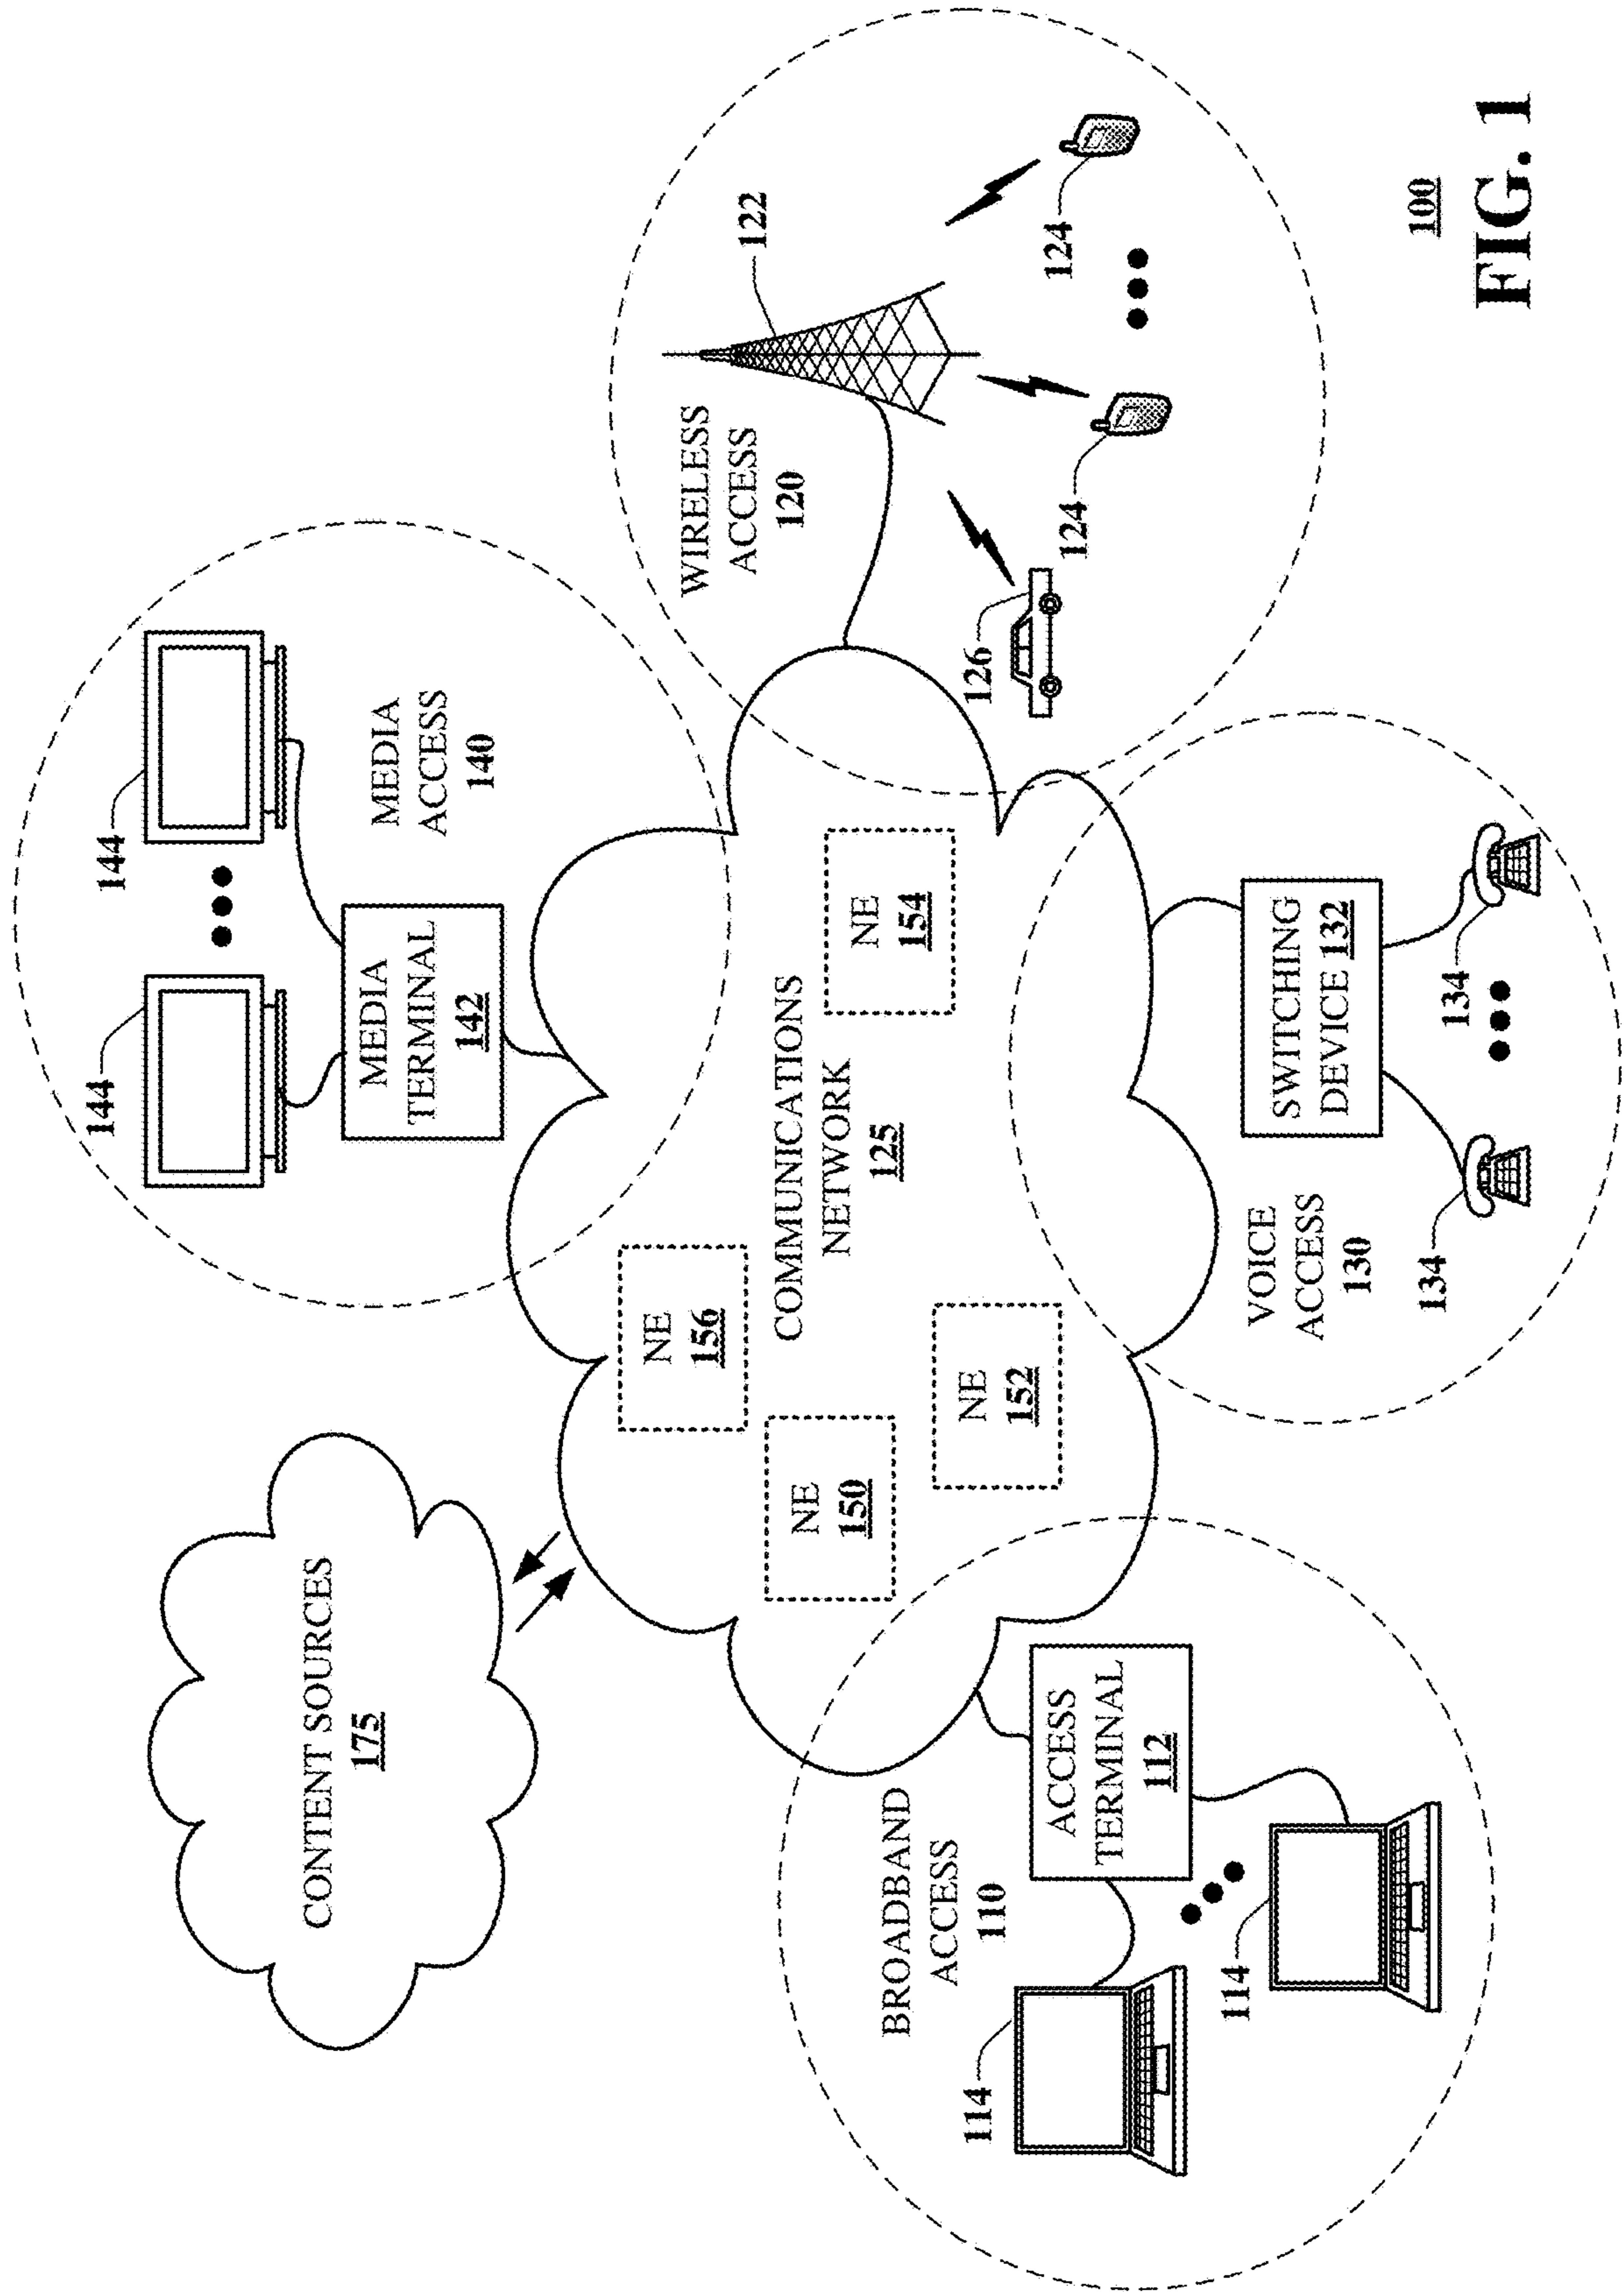 100
FIG. 1
CONTENT SOURCES
175
144
144
MEDIA
TERMINAL
142
MEDIA
ACCESS
140
NE
156
NE
150
NE
152
NE
154
COMMUNICATIONS
NETWORK
125
WIRELESS
ACCESS
120
122
124
124
126
BROADBAND
ACCESS
110
ACCESS
TERMINAL
112
114
114
VOICE
ACCESS
130
SWITCHING
DEVICE 132
134
134